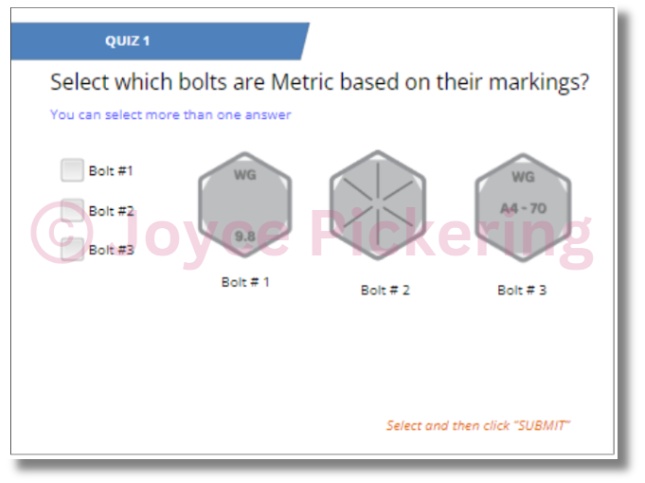 QUIZ 1
Select which bolts are Metric based on their markings?
You can select more than one answer
Bolt #1
Bolt #2
Bolt #3
WG
9.8
WG
A4 - 70
Bolt # 1
Bolt # 2
Bolt # 3
© Joyce Pickering
Select and then click "SUBMIT"